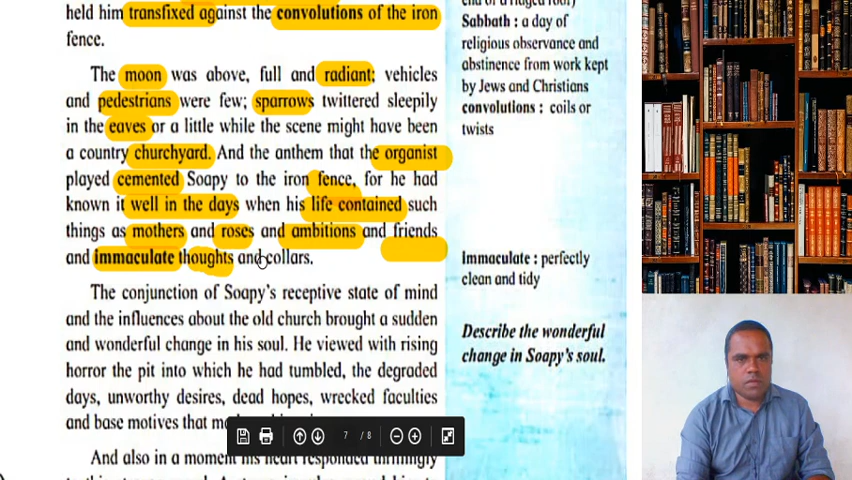 held him transfixed against the convolutions of the iron
fence.
The moon was above, full and radiant; vehicles
and pedestrians were few; sparrows twittered sleepily
in the eaves or a little while the scene might have been
a country churchyard. And the anthem that the organist
played cemented Soapy to the iron fence, for he had
known it well in the days when his life contained such
things as mothers and roses and ambitions and friends
and immaculate thoughts and collars.
The conjunction of Soapy's receptive state of mind
and the influences about the old church brought a sudden
and wonderful change in his soul. He viewed with rising
horror the pit into which he had tumbled, the degraded
days, unworthy desires, dead hopes, wrecked faculties
and base motives that
And also in a moment his heart responded thrillingly
Sabbath : a day of
religious observance and
abstinence from work kept
by Jews and Christians
convolutions : coils or
twists
Immaculate : perfectly
clean and tidy
Describe the wonderful
change in Soapy's soul.
7 / 8